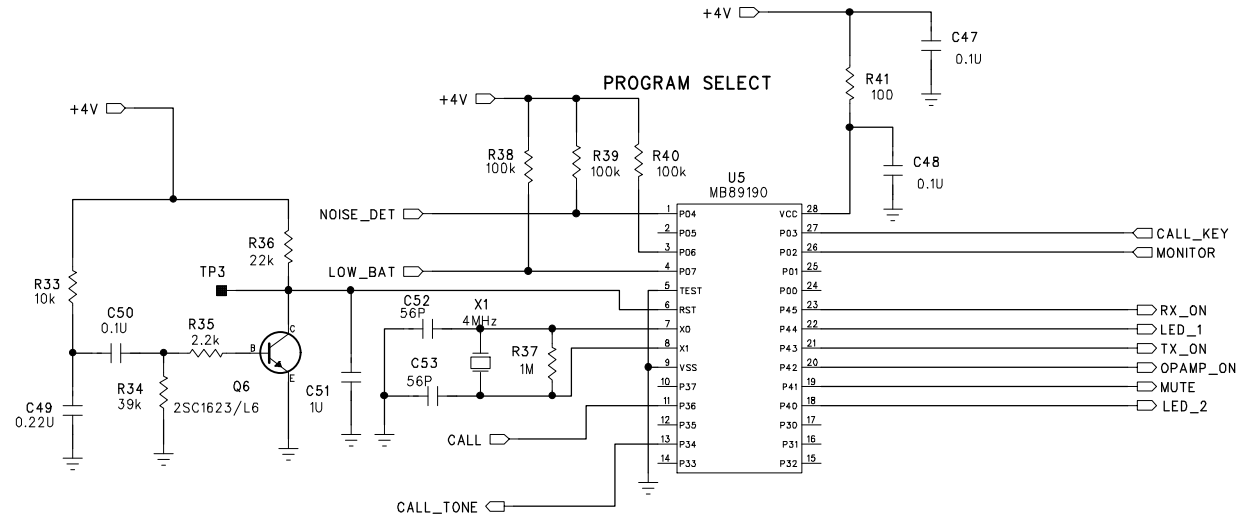 +4V
C47
0.1U
R41
100
C48
0.1U
PROGRAM SELECT
+4V
R38
100k
R39
100k
R40
100k
U5
MB89190
+4V
R33
10k
R36
22k
TP3
C50
0.1U
R35
2.2k
R34
39k
C49
0.22U
B
C
E
Q6
2SC1623/L6
C51
1U
NOISE_DET
LOW_BAT
C52
56P
X1
4MHz
C53
56P
R37
1M
CALL
CALL_TONE
1 P04
2 P05
3 P06
4 P07
5 TEST
6 RST
7 X0
8 X1
9 VSS
10 P37
11 P36
12 P35
13 P34
14 P33
VCC 28
P03 27
P02 26
P01 25
P00 24
P45 23
P44 22
P43 21
P42 20
P41 19
P40 18
P30 17
P31 16
P32 15
CALL_KEY
MONITOR
RX_ON
LED_1
TX_ON
OPAMP_ON
MUTE
LED_2